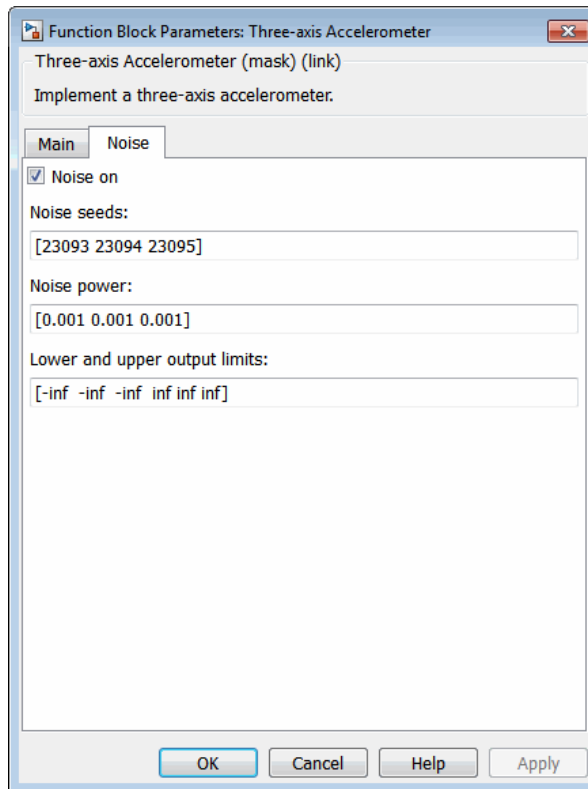 Function Block Parameters: Three-axis Accelerometer
Three-axis Accelerometer (mask) (link)
Implement a three-axis accelerometer.
Main Noise
Noise on
Noise seeds:
[23093 23094 23095]
Noise power:
[0.001 0.001 0.001]
Lower and upper output limits:
[-inf -inf -inf inf inf inf]
OK Cancel Help Apply